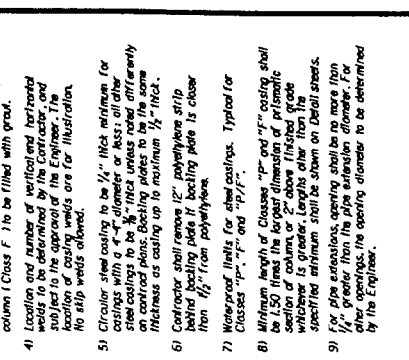 column ( Class F ) to be filled with grout.
4) Location and number of vertical and horizontal
welds to be determined by the Contractor, and
subject to the approval of the Engineer. The
location of casing welds are for illustration.
No skip welds allowed.
5) Circular steel casing to be 1/4" thick minimum for
casings with a 4'-4" diameter or less; all other
steel casings to be 3/8" thick unless noted differently
on contract plans. Backing plates to be the same
thickness as casing up to maximum 1/2" thick.
6) Contractor shall remove 12" polyethylene strip
behind backing plate if backing plate is closer
than 1/2" from polyethylene.
7) Waterproof limits for steel casings. Typical for
Classes "P", "F" and "P/F".
8) Minimum length of Classes "P" and "F" casing shall
be 1.50 times the largest dimension of prismatic
section of column, or 2" above finished grade
whichever is greater. Lengths other than the
specified minimum shall be shown on Detail sheets.
9) For pipe extensions, opening shall be no more than
1/4" greater than the pipe extension diameter. For
other openings, the opening diameter to be determined
by the Engineer.